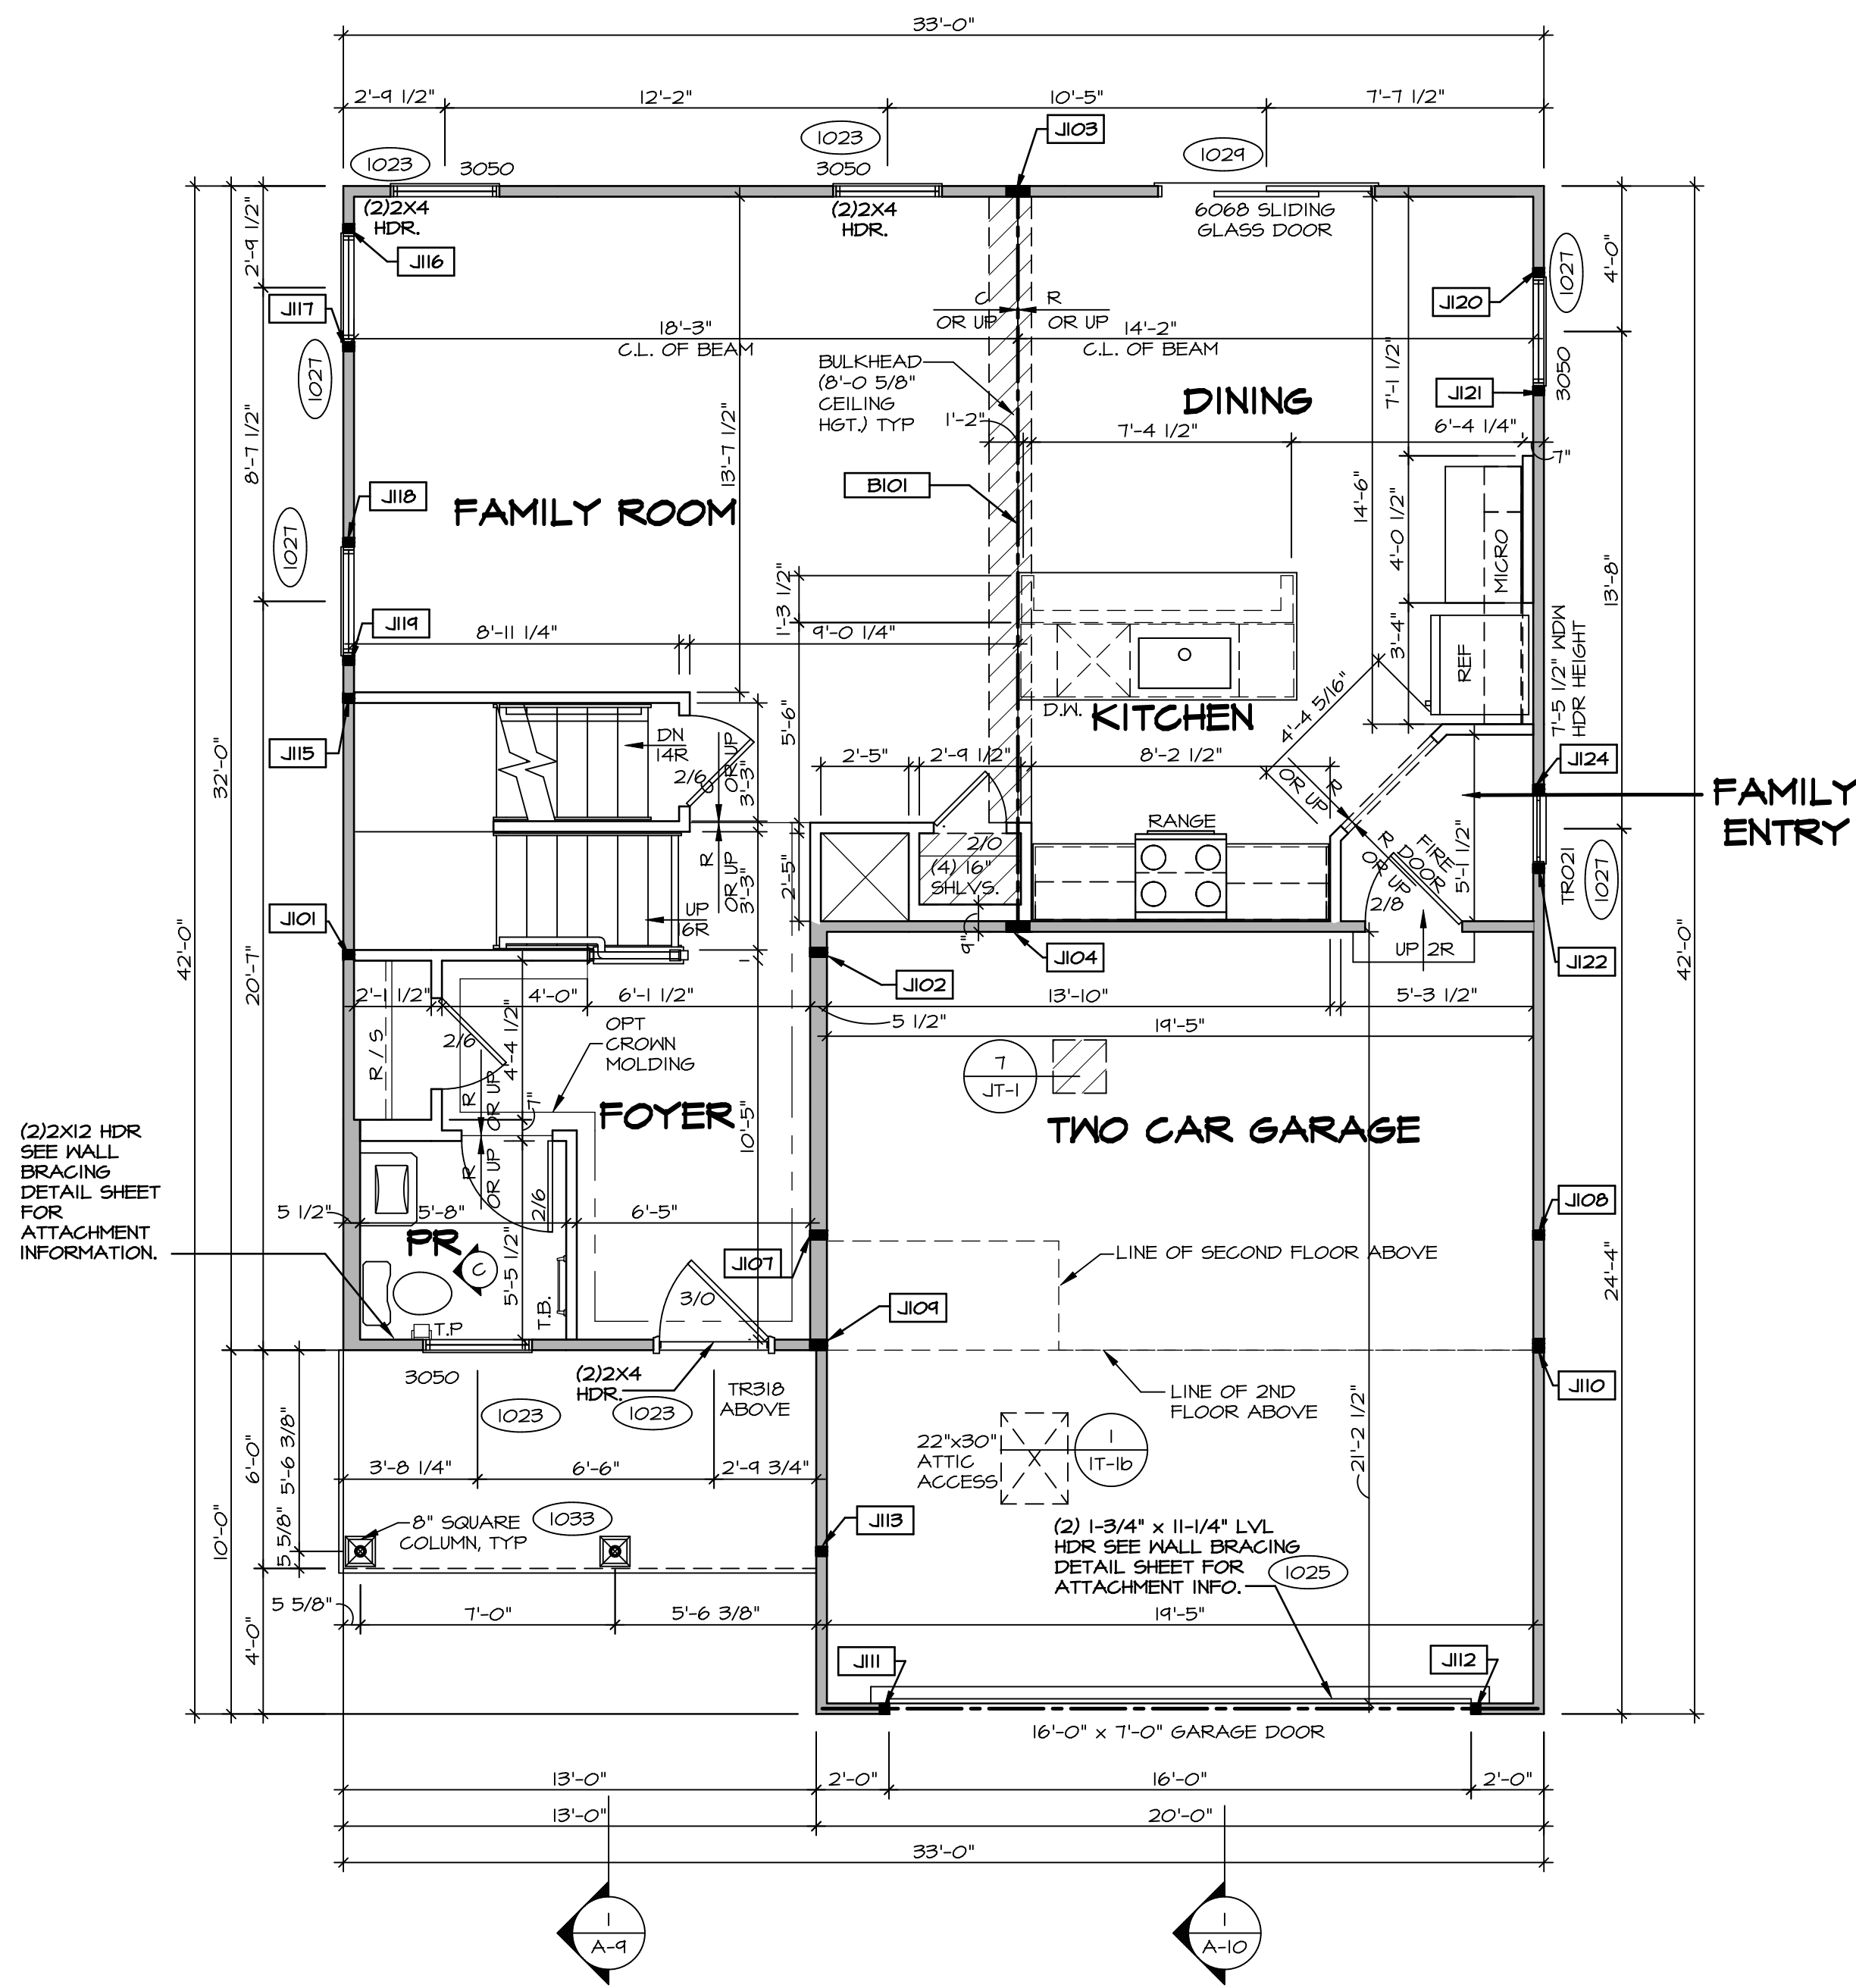 33'-0"
2'-9 1/2"
12'-2"
10'-5"
7'-7 1/2"
1023
3050
1023
3050
J103
1029
(2)2X4
HDR.
(2)2X4
HDR.
6068 SLIDING
GLASS DOOR
J116
J117
1027
2'-9 1/2"
8'-7 1/2"
J118
1027
J119
C
OR UP
R
OR UP
18'-3"
C.L. OF BEAM
14'-2"
C.L. OF BEAM
BULKHEAD
(8'-0 5/8"
CEILING
HGT.) TYP
1'-2"
DINING
7'-4 1/2"
6'-4 1/4"
7"
7'-1 1/2"
J120
1027
4'-0"
J121
3050
B101
FAMILY ROOM
13'-7 1/2"
14'-6"
4'-0 1/2"
MICRO
13'-8"
3'-4"
REF
7'-5 1/2" WDW
HDR HEIGHT
8'-11 1/4"
9'-0 1/4"
1'-3 1/2"
D.W.
KITCHEN
4'-4 5/16"
5'-6"
32'-0"
42'-0"
20'-7"
J115
DN
14R
2/6
R
OR UP
3'-3"
2'-5"
2'-9 1/2"
8'-2 1/2"
R
OR UP
J124
FAMILY
ENTRY
RANGE
2/0
(4) 16"
SHLVS.
2'-5"
R
OR UP
FIRE
DOOR
5'-1 1/2"
2/8
TR021
1027
R
OR UP
3'-3"
UP
6R
J101
9"
J104
UP 2R
J122
42'-0"
J102
2'-1 1/2"
4'-0"
6'-1 1/2"
13'-10"
5'-3 1/2"
5 1/2"
19'-5"
R / S
2/6
4'-4 1/2"
OPT
CROWN
MOLDING
7
JT-1
R
OR UP
7"
FOYER
TWO CAR GARAGE
10'-5"
(2)2X12 HDR
SEE WALL
BRACING
DETAIL SHEET
FOR
ATTACHMENT
INFORMATION.
R
OR UP
2/6
5 1/2"
5'-8"
6'-5"
PR
C
5'-5 1/2"
J107
LINE OF SECOND FLOOR ABOVE
J108
24'-4"
3/0
J109
T.B.
T.P
3050
1023
(2)2X4
HDR.
1023
TR318
ABOVE
LINE OF 2ND
FLOOR ABOVE
J110
21'-2 1/2"
22"x30"
ATTIC
ACCESS
1
1T-1b
6'-0"
5'-6 3/8"
3'-8 1/4"
6'-6"
2'-9 3/4"
10'-0"
5 5/8"
8" SQUARE
COLUMN, TYP
1033
J113
(2) 1-3/4" x 11-1/4" LVL
HDR SEE WALL BRACING
DETAIL SHEET FOR
ATTACHMENT INFO.
1025
5 5/8"
7'-0"
5'-6 3/8"
19'-5"
4'-0"
J111
J112
16'-0" x 7'-0" GARAGE DOOR
13'-0"
2'-0"
16'-0"
2'-0"
13'-0"
20'-0"
33'-0"
1
A-9
1
A-10